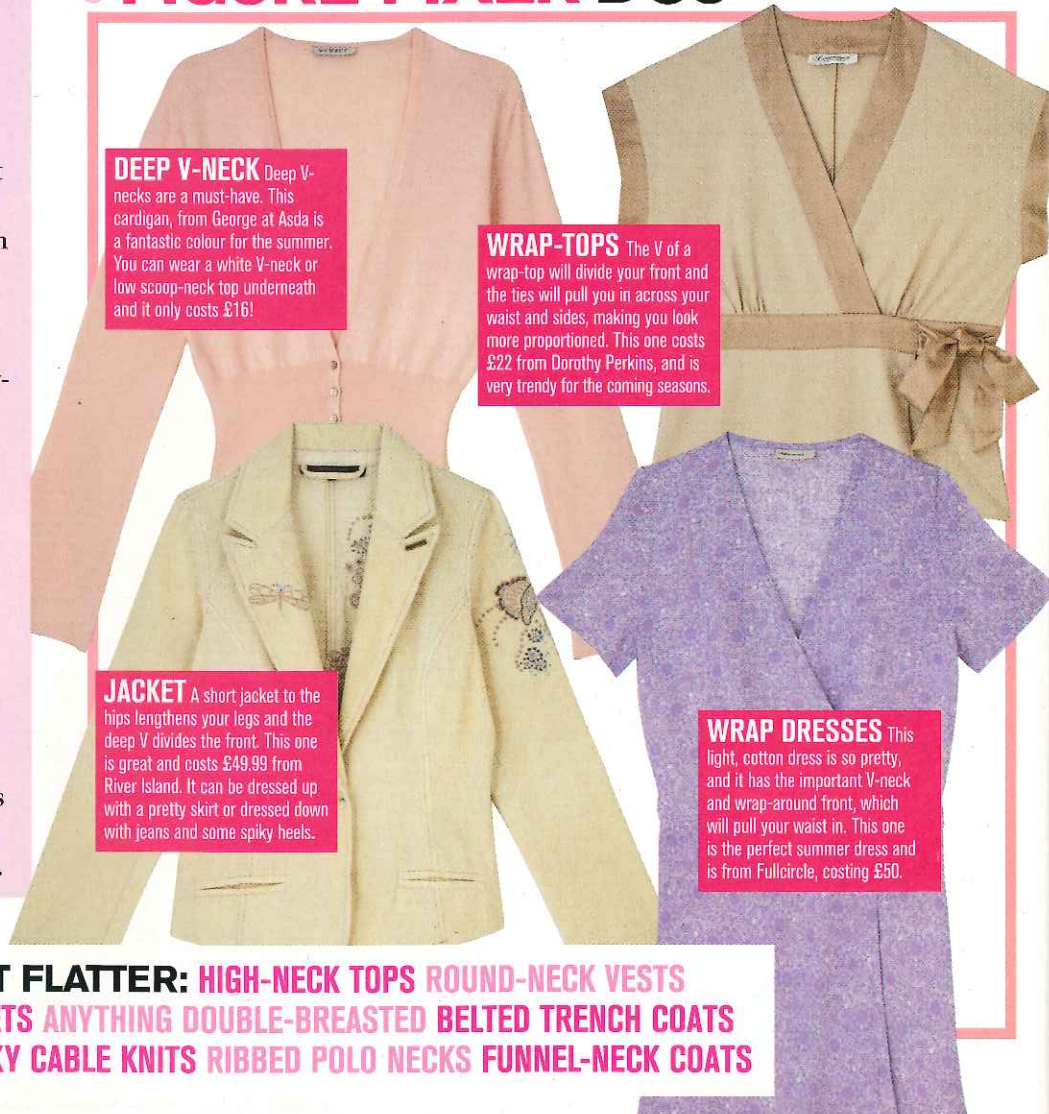 FIGURE FIXER DOS
DEEP V-NECK Deep V-
necks are a must-have. This
cardigan, from George at Asda is
a fantastic colour for the summer.
You can wear a white V-neck or
low scoop-neck top underneath
and it only costs £16!
WRAP-TOPS The V of a
wrap-top will divide your front and
the ties will pull you in across your
waist and sides, making you look
more proportioned. This one costs
£22 from Dorothy Perkins, and is
very trendy for the coming seasons.
JACKET A short jacket to the
hips lengthens your legs and the
deep V divides the front. This one
is great and costs £49.99 from
River Island. It can be dressed up
with a pretty skirt or dressed down
with jeans and some spiky heels.
WRAP DRESSES This
light, cotton dress is so pretty,
and it has the important V-neck
and wrap-around front, which
will pull your waist in. This one
is the perfect summer dress and
is from Fullcircle, costing £50.
T FLATTER: HIGH-NECK TOPS ROUND-NECK VESTS
TS ANYTHING DOUBLE-BREASTED BELTED TRENCH COATS
KY CABLE KNITS RIBBED POLO NECKS FUNNEL-NECK COATS